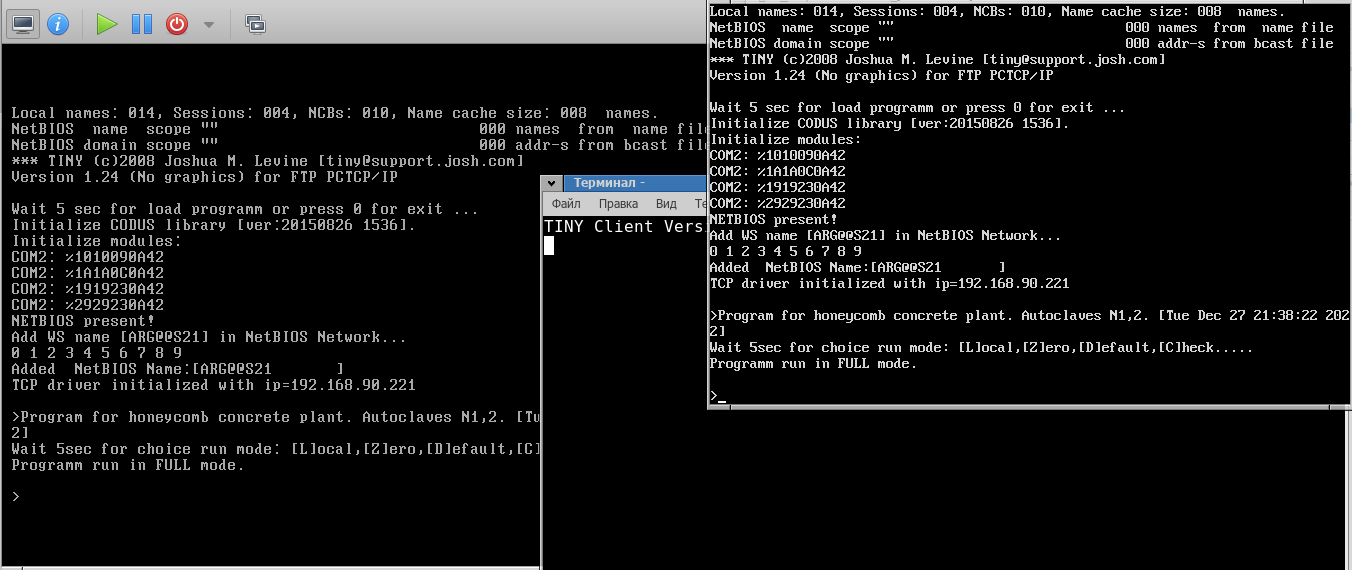 Local names: 014, Sessions: 004, NCBs: 010, Name cache size: 008  names.
NetBIOS  name  scope ""                                000 names  from  name file
NetBIOS domain scope ""                                000 addr-s from bcast fil
*** TINY (c)2008 Joshua M. Levine [tiny@support.josh.com]
Version 1.24 (No graphics) for FTP PCTCP/IP
Wait 5 sec for load programm or press 0 for exit ...
Initialize CODUS library [ver:20150826 1536].
Initialize modules:
COM2: %1010090A42
COM2: %1A1A0C0A42
COM2: %1919230A42
COM2: %2929230A42
NETBIOS present!
Add WS name [ARG@@S21] in NetBIOS Network...
0 1 2 3 4 5 6 7 8 9
Added  NetBIOS Name:[ARG@@S21        ]
TCP driver initialized with ip=192.168.90.221
>Program for honeycomb concrete plant. Autoclaves N1,2. [Tu
2]
Wait 5sec for choice run mode: [L]ocal,[Z]ero,[D]efault,[C]
Programm run in FULL mode.
>
Терминал -
Файл Правка Вид Те
TINY Client Versi
Local names: 014, Sessions: 004, NCBs: 010, Name cache size: 008  names.
NetBIOS  name  scope ""                                000 names  from  name file
NetBIOS domain scope ""                                000 addr-s from bcast file
*** TINY (c)2008 Joshua M. Levine [tiny@support.josh.com]
Version 1.24 (No graphics) for FTP PCTCP/IP
Wait 5 sec for load programm or press 0 for exit ...
Initialize CODUS library [ver:20150826 1536].
Initialize modules:
COM2: %1010090A42
COM2: %1A1A0C0A42
COM2: %1919230A42
COM2: %2929230A42
NETBIOS present!
Add WS name [ARG@@S21] in NetBIOS Network...
0 1 2 3 4 5 6 7 8 9
Added  NetBIOS Name:[ARG@@S21        ]
TCP driver initialized with ip=192.168.90.221
>Program for honeycomb concrete plant. Autoclaves N1,2. [Tue Dec 27 21:38:22 202
2]
Wait 5sec for choice run mode: [L]ocal,[Z]ero,[D]efault,[C]heck.....
Programm run in FULL mode.
>_